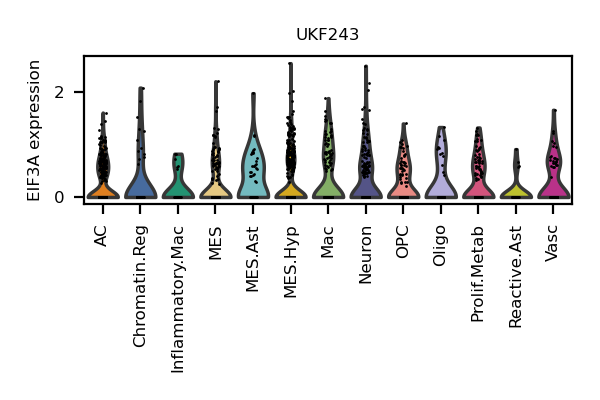 UKF243
EIF3A expression
2
0
AC
Chromatin.Reg
Inflammatory.Mac
MES
MES.Ast
MES.Hyp
Mac
Neuron
OPC
Oligo
Prolif.Metab
Reactive.Ast
Vasc